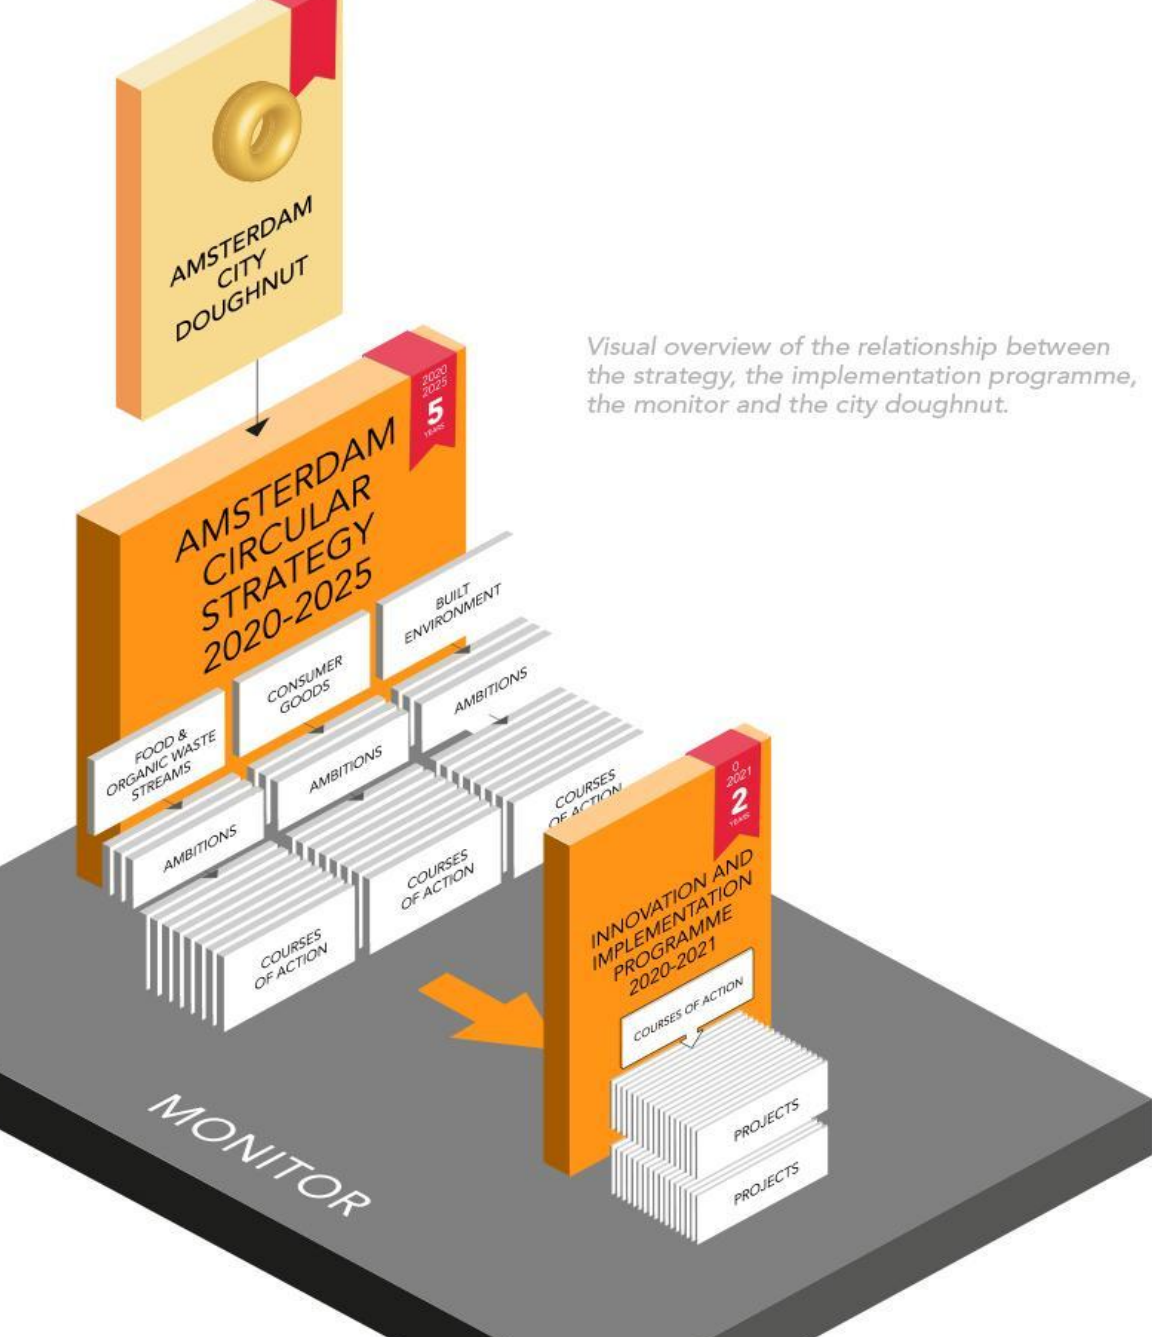 AMSTERDAM
CITY
DOUGHNUT
Visual overview of the relationship between
the strategy, the implementation programme,
the monitor and the city doughnut.
2020
2025
5
YEARS
AMSTERDAM
CIRCULAR
STRATEGY
2020-2025
BUILT
ENVIRONMENT
CONSUMER
GOODS
FOOD &
ORGANIC WASTE
STREAMS
AMBITIONS
AMBITIONS
AMBITIONS
COURSES
OF ACTION
COURSES
OF ACTION
COURSES
OF ACTION
0
2021
2
YEARS
INNOVATION AND
IMPLEMENTATION
PROGRAMME
2020-2021
COURSES OF ACTION
PROJECTS
PROJECTS
MONITOR